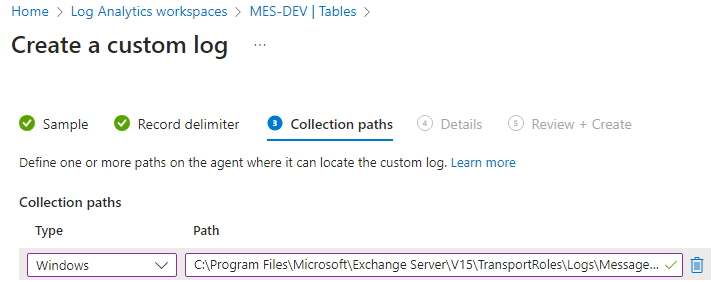 Home > Log Analytics workspaces > MES-DEV | Tables >
Create a custom log ...
Sample Record delimiter 3 Collection paths 4 Details 5 Review + Create
Define one or more paths on the agent where it can locate the custom log. Learn more
Collection paths
Type Path
Windows C:\Program Files\Microsoft\Exchange Server\V15\TransportRoles\Logs\Message...